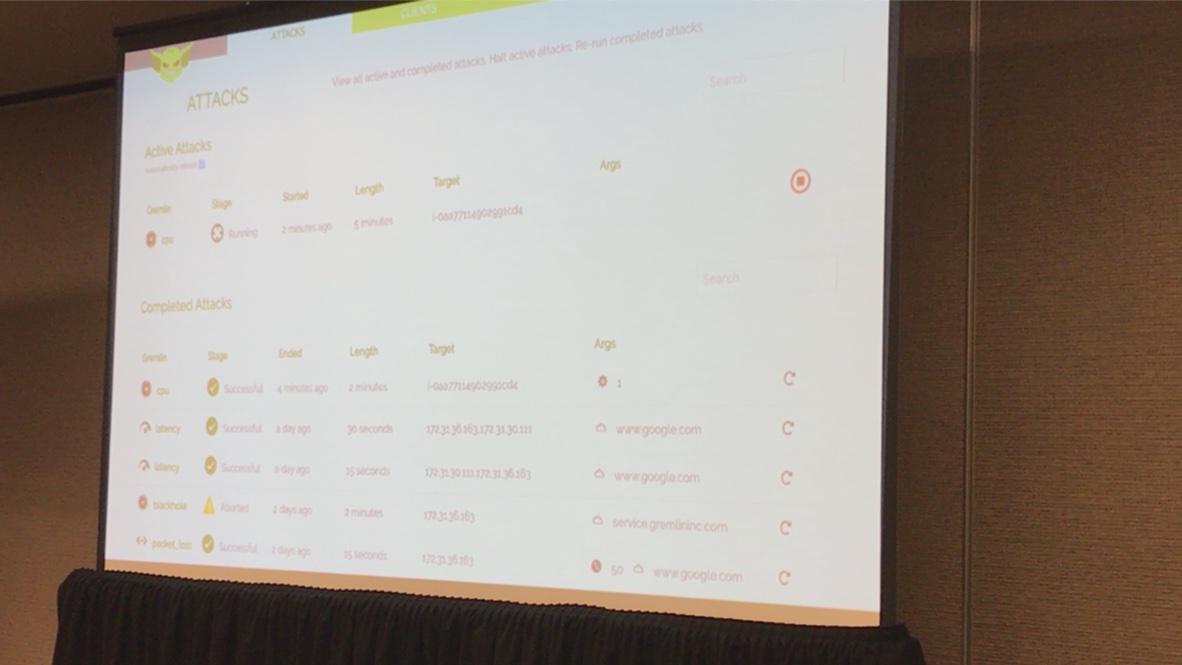 ATTACKS CLIENTS
View all active and completed attacks. Halt active attacks. Re-run completed attacks.
ATTACKS
Search
Active Attacks
Gremlin Stage Started Length Target Args
cpu Running 2 minutes ago 5 minutes i-0aa77114902991cd4
Completed Attacks
Search
Gremlin Stage Ended Length Target Args
cpu Successful 4 minutes ago 2 minutes i-0aa77114902991cd4 1
latency Successful a day ago 30 seconds 172.31.36.163,172.31.30.111 www.google.com
latency Successful a day ago 15 seconds 172.31.30.111,172.31.36.163 www.google.com
blackhole Aborted 2 days ago 2 minutes 172.31.36.163 service.gremlininc.com
packet_loss Successful 2 days ago 15 seconds 172.31.36.163 50 www.google.com